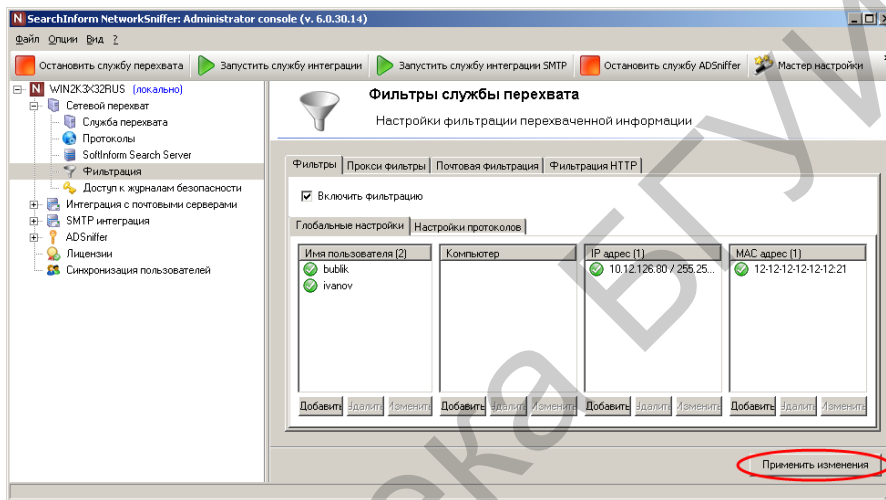 SearchInform NetworkSniffer: Administrator console (v. 6.0.30.14)
Файл Опции Вид ?
Остановить службу перехвата Запустить службу интеграции Запустить службу интеграции SMTP Остановить службу ADSniffer Мастер настройки
WIN2K3X32RUS (локально)
Сетевой перехват
Служба перехвата
Протоколы
SoftInform Search Server
Фильтрация
Доступ к журналам безопасности
Интеграция с почтовыми серверами
SMTP интеграция
ADSniffer
Лицензии
Синхронизация пользователей
Фильтры службы перехвата
Настройки фильтрации перехваченной информации
Фильтры Прокси фильтры Почтовая фильтрация Фильтрация HTTP
Включить фильтрацию
Глобальные настройки Настройки протоколов
Имя пользователя (2) Компьютер IP адрес (1) MAC адрес (1)
bublik 10.12.126.80 / 255.25... 12-12-12-12-12-12:21
ivanov
Добавить Удалить Изменить Добавить Удалить Изменить Добавить Удалить Изменить Добавить Удалить Изменить
Применить изменения